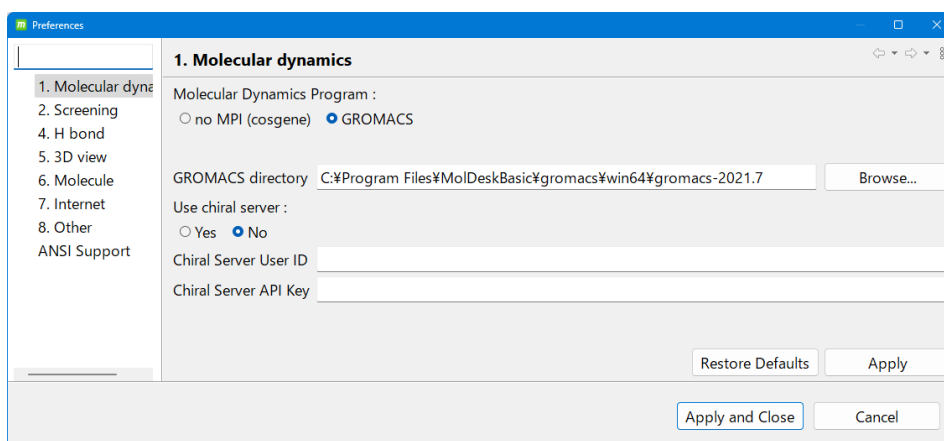 Preferences
1. Molecular dyna
2. Screening
4. H bond
5. 3D view
6. Molecule
7. Internet
8. Other
ANSI Support
1. Molecular dynamics
Molecular Dynamics Program :
no MPI (cosgene) GROMACS
GROMACS directory C:¥Program Files¥MolDeskBasic¥gromacs¥win64¥gromacs-2021.7 Browse...
Use chiral server :
Yes No
Chiral Server User ID
Chiral Server API Key
Restore Defaults Apply
Apply and Close Cancel